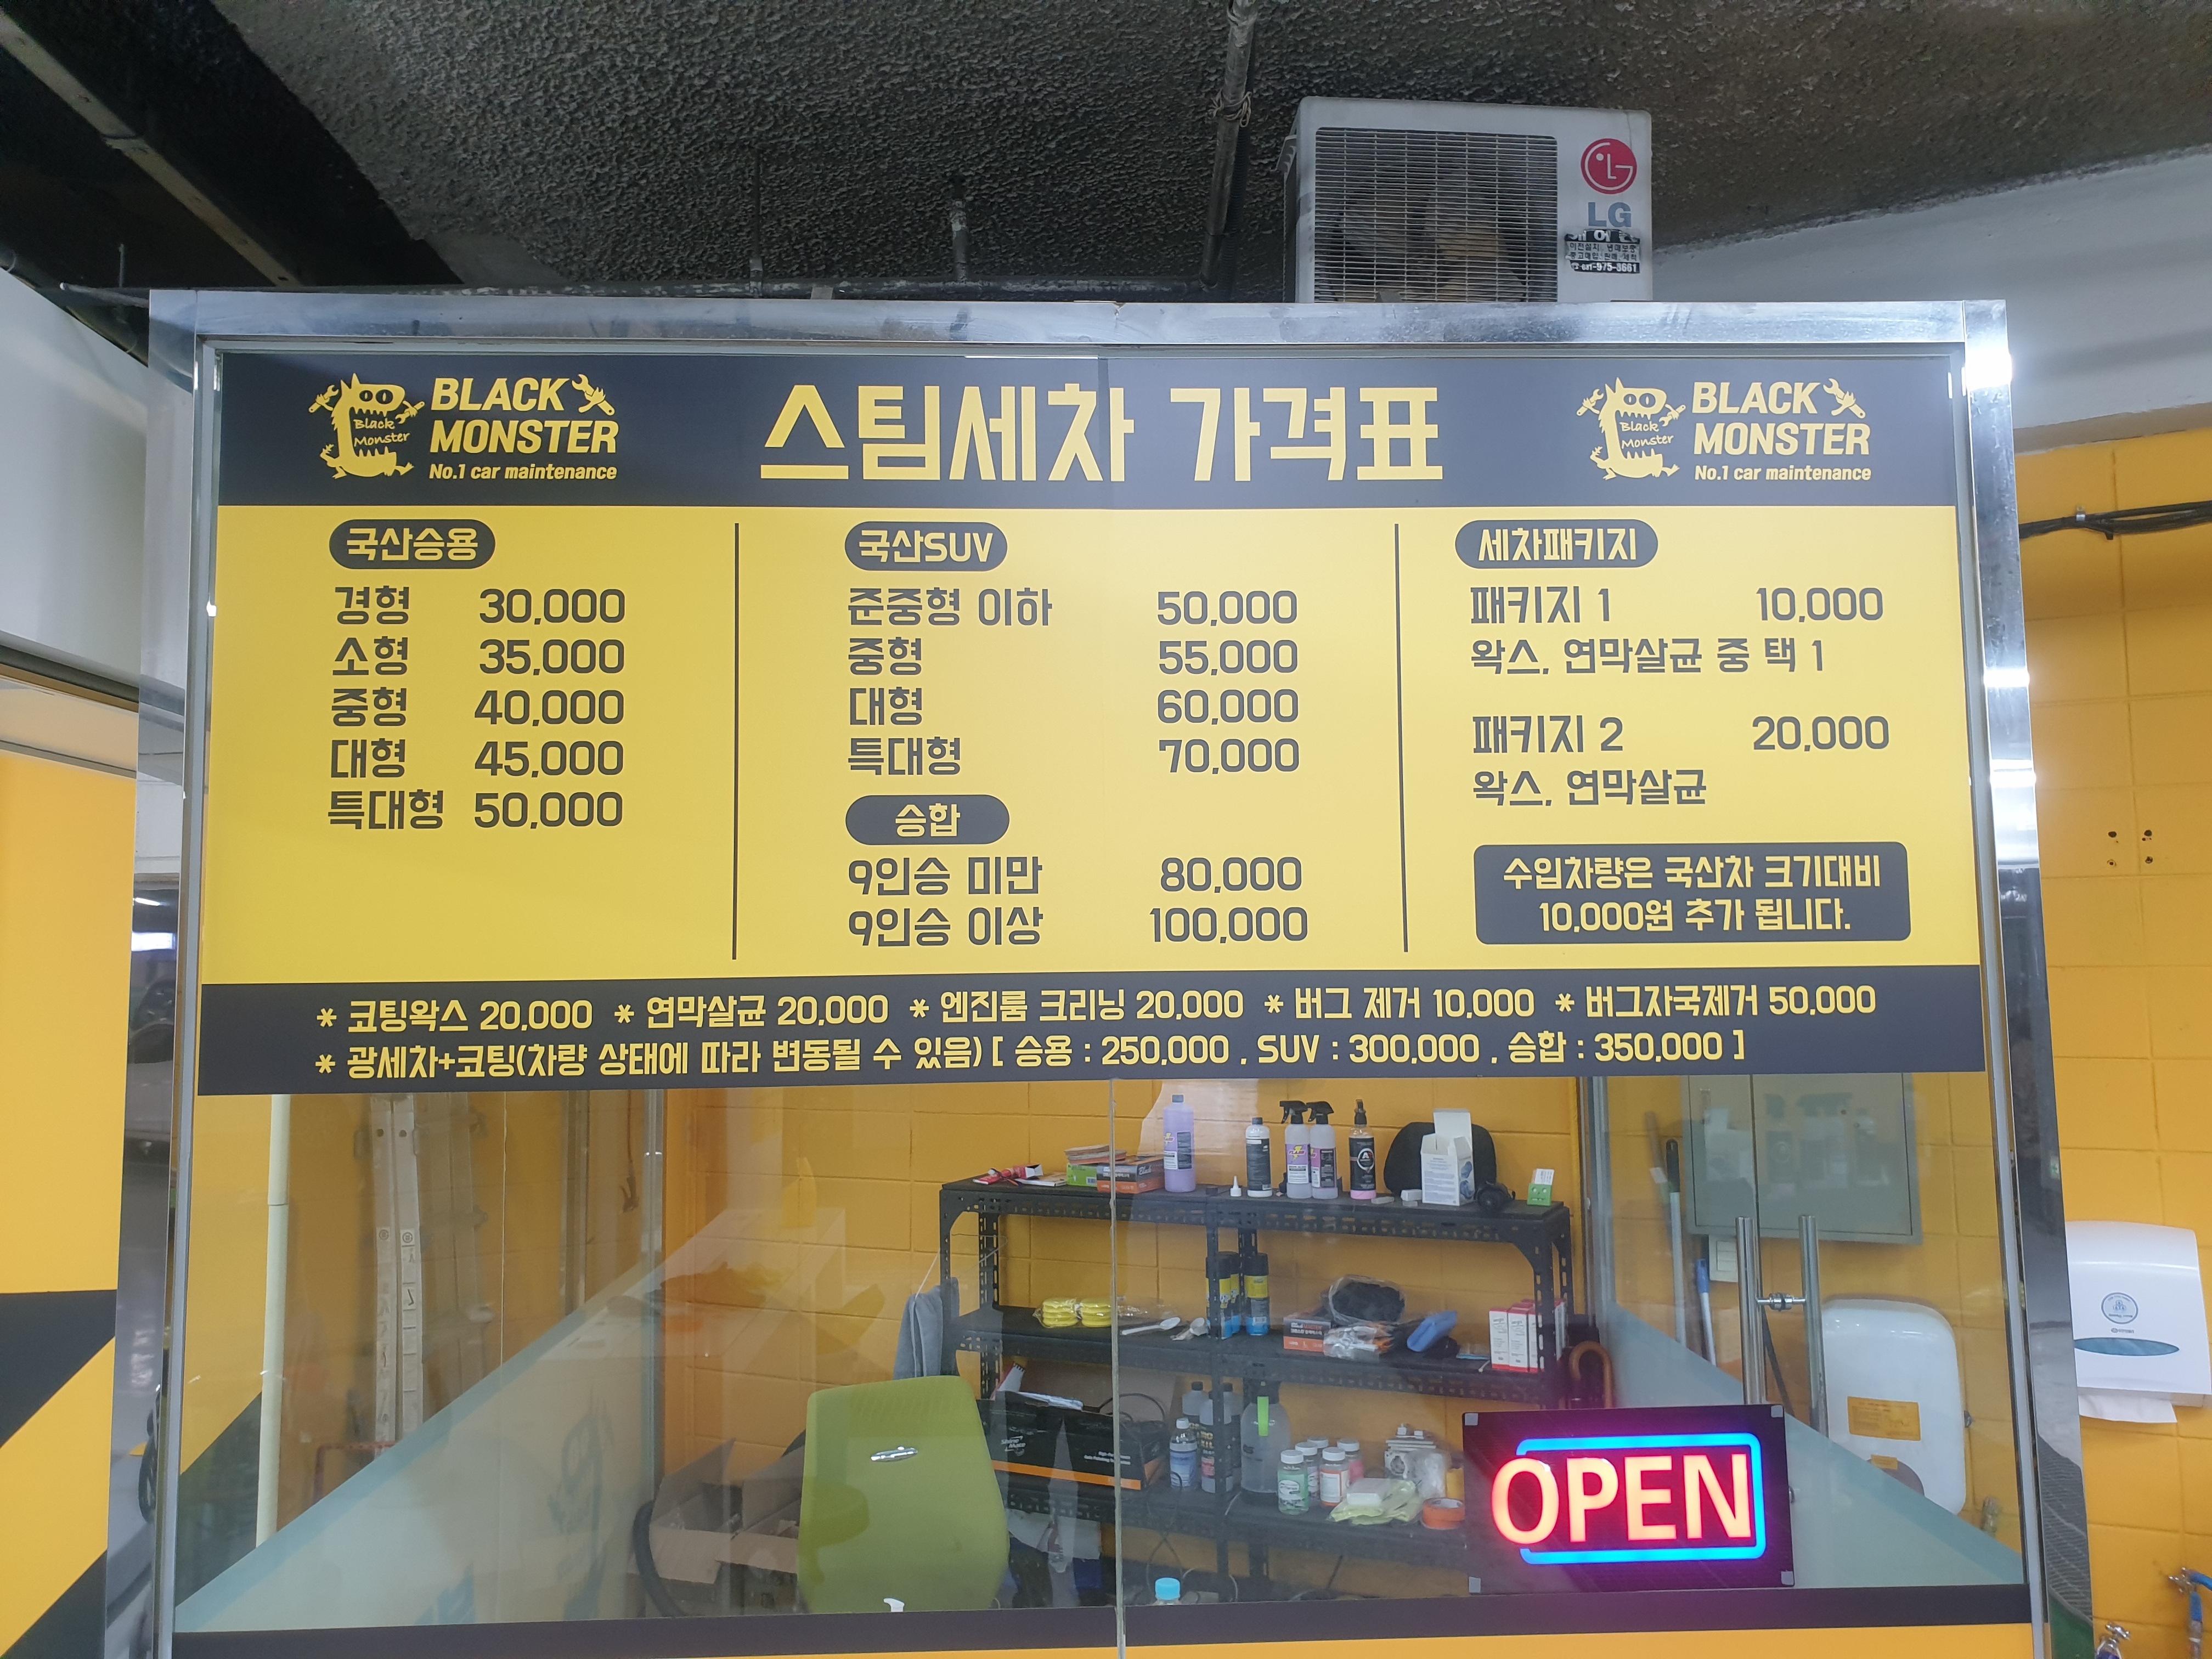 LG
975-8661
BLACK
MONSTER
No.1 car maintenance
Black
Monster
스팀세차 가격표
BLACK
MONSTER
No.1 car maintenance
Black
Monster
국산승용
경형 30,000
소형 35,000
중형 40,000
대형 45,000
특대형 50,000
국산SUV
준중형 이하 50,000
중형 55,000
대형 60,000
특대형 70,000
승합
9인승 미만 80,000
9인승 이상 100,000
세차패키지
패키지 1 10,000
왁스, 연막살균 중 택 1
패키지 2 20,000
왁스, 연막살균
수입차량은 국산차 크기대비
10,000원 추가 됩니다.
* 코팅왁스 20,000 * 연막살균 20,000 * 엔진룸 크리닝 20,000 * 버그 제거 10,000 * 버그자국제거 50,000
* 광세차+코팅(차량 상태에 따라 변동될 수 있음) [ 승용 : 250,000 , SUV : 300,000 , 승합 : 350,000 ]
OPEN